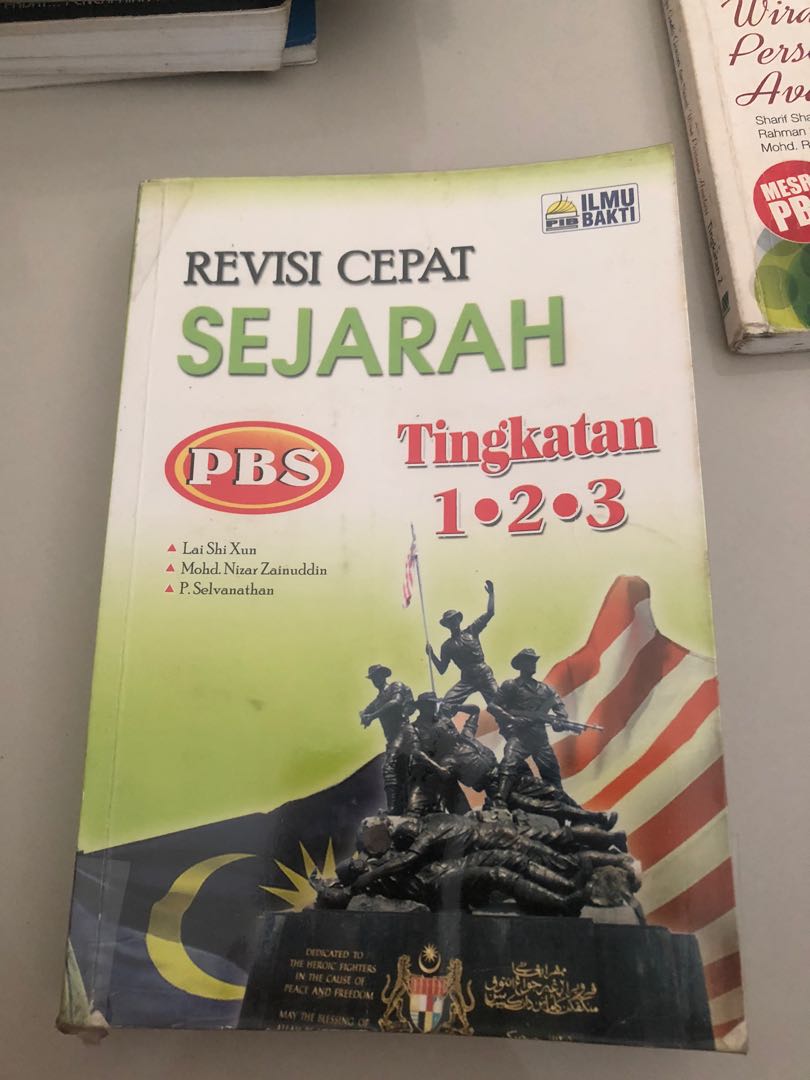 Wira
Pers
Ava
Sharif Sha
Rahman
Mohd. R
MESR
PB
PIB
ILMU
BAKTI
REVISI CEPAT
SEJARAH
PBS
Tingkatan
1•2•3
Lai Shi Xun
Mohd. Nizar Zainuddin
P. Selvanathan
DEDICATED TO
THE HEROIC FIGHTERS
IN THE CAUSE OF
PEACE AND FREEDOM
MAY THE BLESSING OF